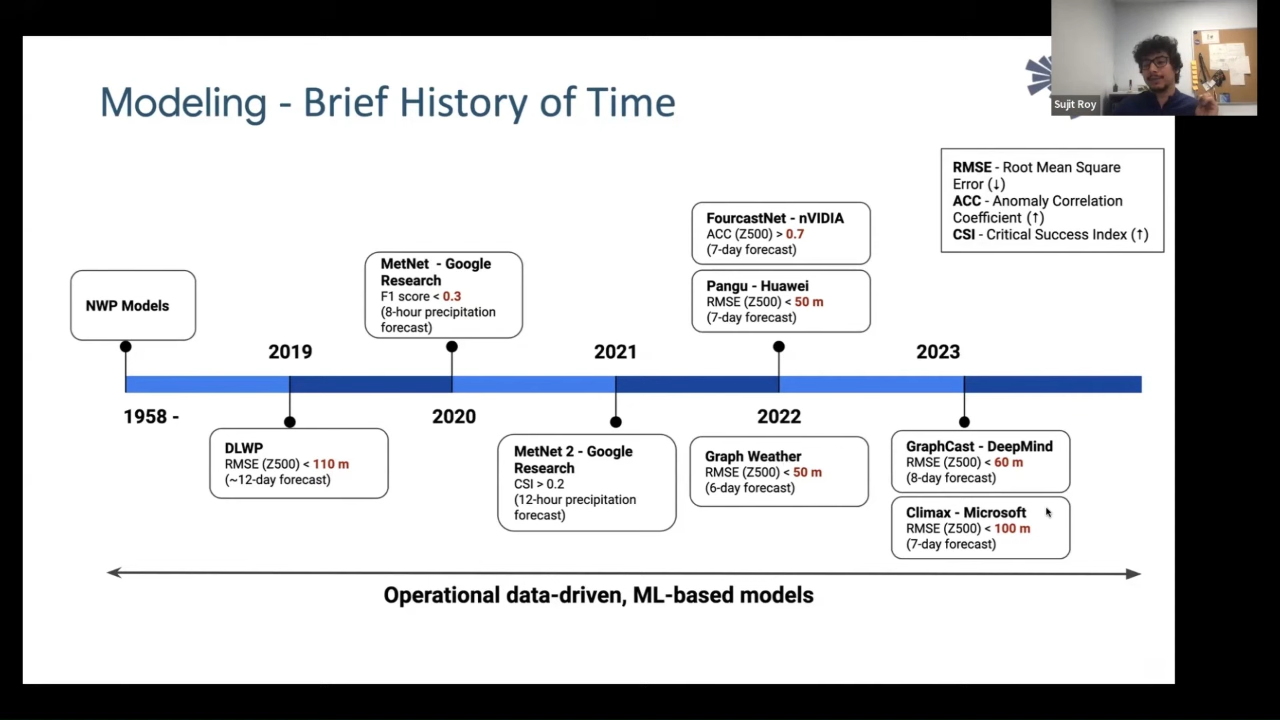 Modeling - Brief History of Time
Sujit Roy
RMSE - Root Mean Square
Error (↓)
ACC - Anomaly Correlation
Coefficient (↑)
CSI - Critical Success Index (↑)
FourcastNet - nVIDIA
ACC (Z500) > 0.7
(7-day forecast)
MetNet - Google
Research
F1 score < 0.3
(8-hour precipitation
forecast)
NWP Models
Pangu - Huawei
RMSE (Z500) < 50 m
(7-day forecast)
2019
2021
2023
1958 -
2020
2022
DLWP
RMSE (Z500) < 110 m
(~12-day forecast)
MetNet 2 - Google
Research
CSI > 0.2
(12-hour precipitation
forecast)
Graph Weather
RMSE (Z500) < 50 m
(6-day forecast)
GraphCast - DeepMind
RMSE (Z500) < 60 m
(8-day forecast)
Climax - Microsoft
RMSE (Z500) < 100 m
(7-day forecast)
Operational data-driven, ML-based models